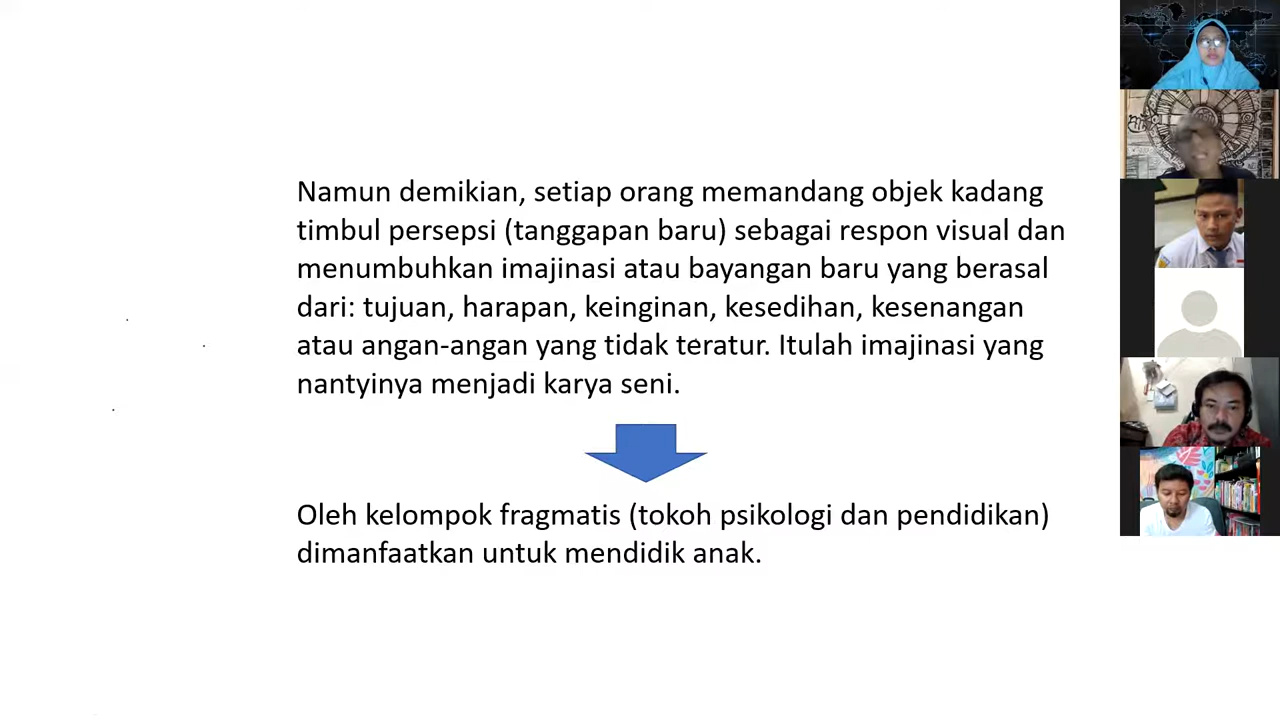 Namun demikian, setiap orang memandang objek kadang
timbul persepsi (tanggapan baru) sebagai respon visual dan
menumbuhkan imajinasi atau bayangan baru yang berasal
dari: tujuan, harapan, keinginan, kesedihan, kesenangan
atau angan-angan yang tidak teratur. Itulah imajinasi yang
nantyinya menjadi karya seni.
Oleh kelompok fragmatis (tokoh psikologi dan pendidikan)
dimanfaatkan untuk mendidik anak.